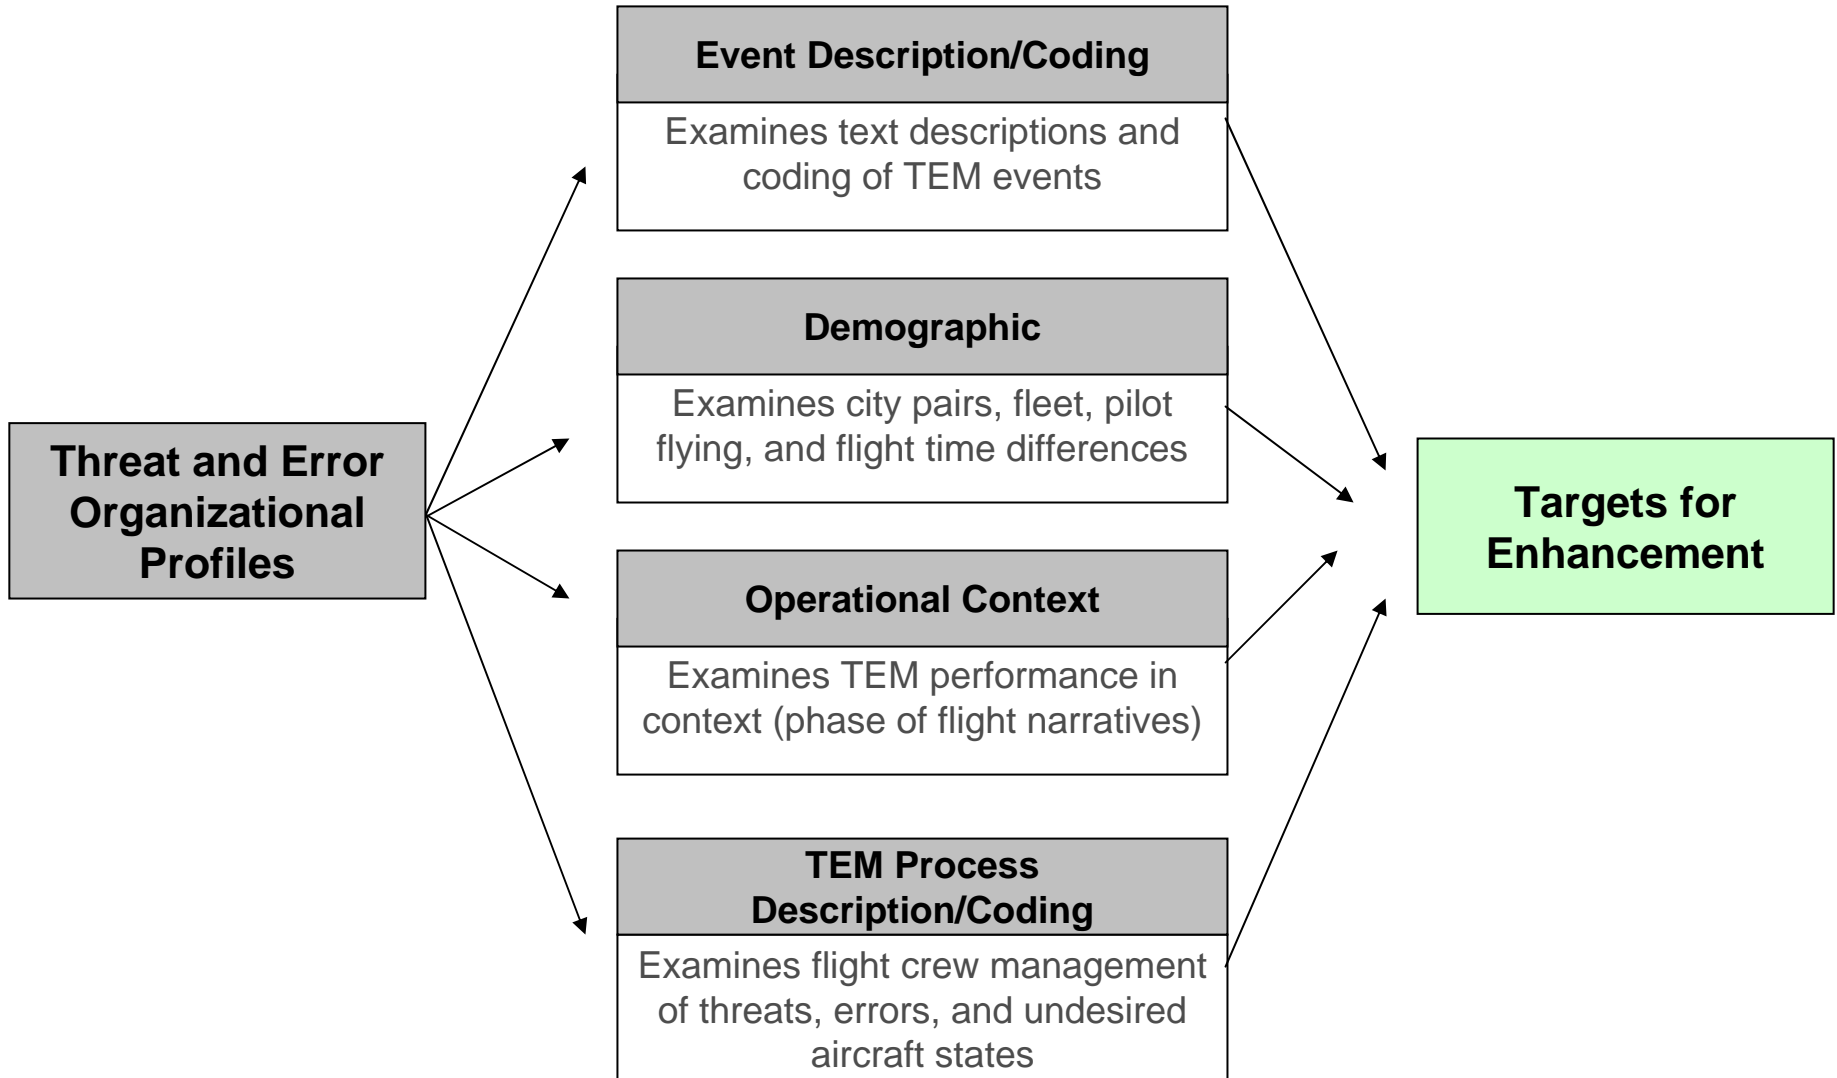 Threat and Error
Organizational
Profiles
Event Description/Coding
Examines text descriptions and
coding of TEM events
Demographic
Examines city pairs, fleet, pilot
flying, and flight time differences
Operational Context
Examines TEM performance in
context (phase of flight narratives)
TEM Process
Description/Coding
Examines flight crew management
of threats, errors, and undesired
aircraft states
Targets for
Enhancement